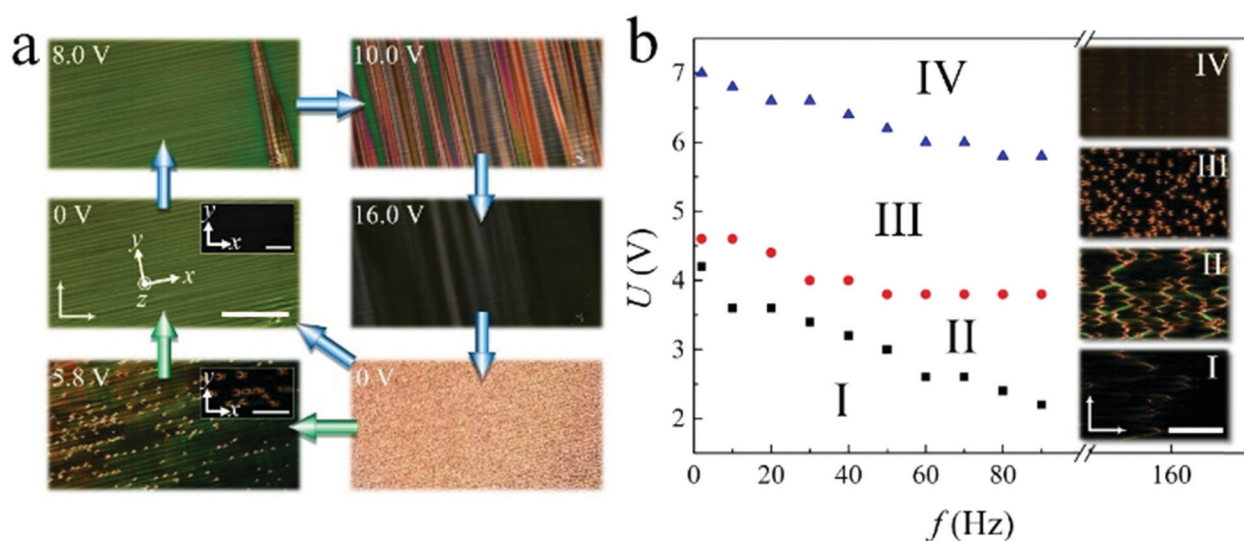 a
8.0 V
10.0 V
0 V
y
x
y
x
z
16.0 V
5.8 V
y
x
0 V
b
U (V)
7
6
5
4
3
2
IV
III
II
I
IV
III
II
I
0 20 40 60 80 160
f (Hz)